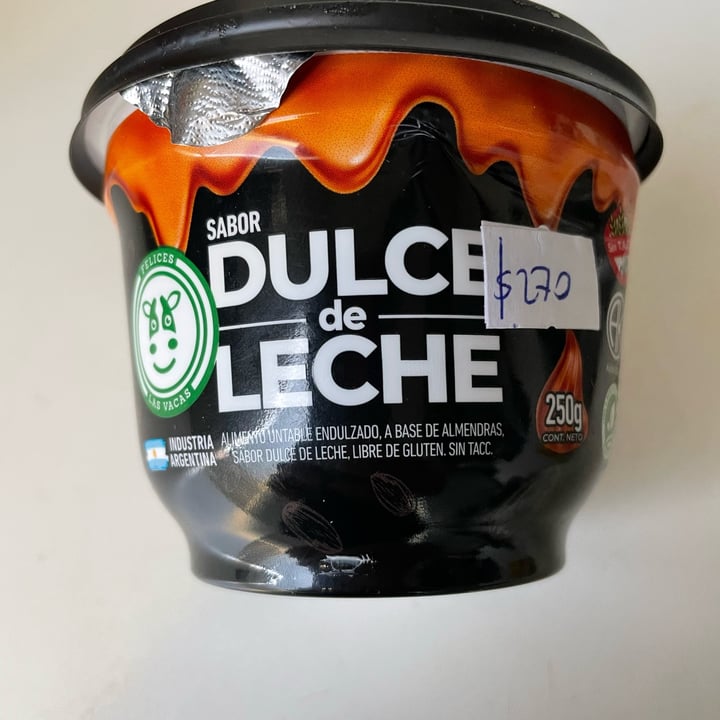 SABOR
DULCE
de
LECHE
$270
FELICES
LAS VACAS
INDUSTRIA
ARGENTINA
ALIMENTO UNTABLE ENDULZADO, A BASE DE ALMENDRAS,
SABOR DULCE DE LECHE, LIBRE DE GLUTEN. SIN TACC.
250g
CONT. NETO